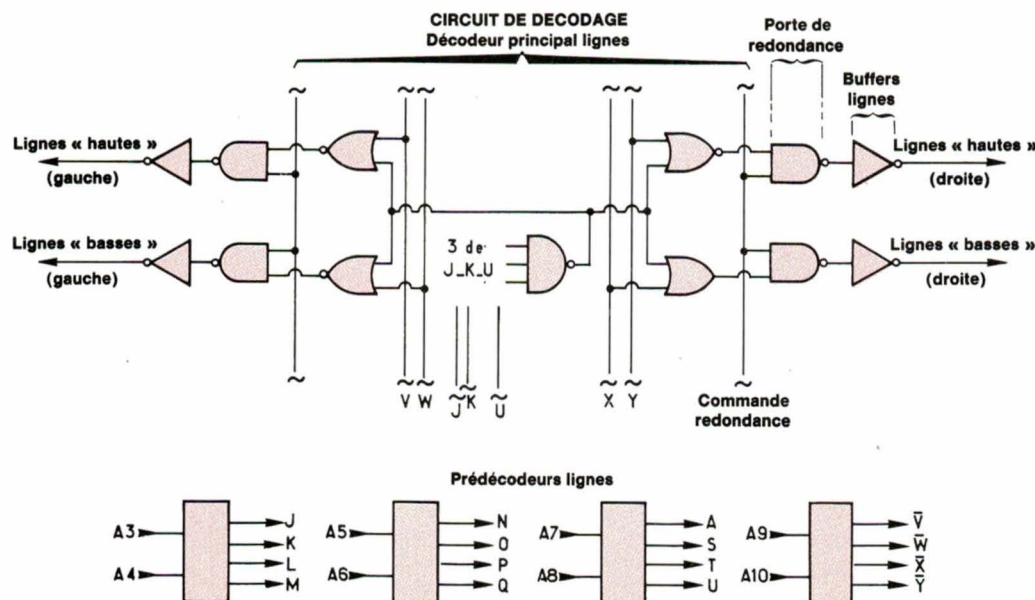 CIRCUIT DE DECODAGE
Décodeur principal lignes
Porte de
redondance
Buffers
lignes
Lignes « hautes »
(gauche)
Lignes « hautes »
(droite)
Lignes « basses »
(gauche)
3 de
J_K_U
Lignes « basses »
(droite)
V W
J K
U
X Y
Commande
redondance
Prédécodeurs lignes
A3
A4
J
K
L
M
A5
A6
N
O
P
Q
A7
A8
A
S
T
U
A9
A10
V̅
W̅
X̅
Y̅